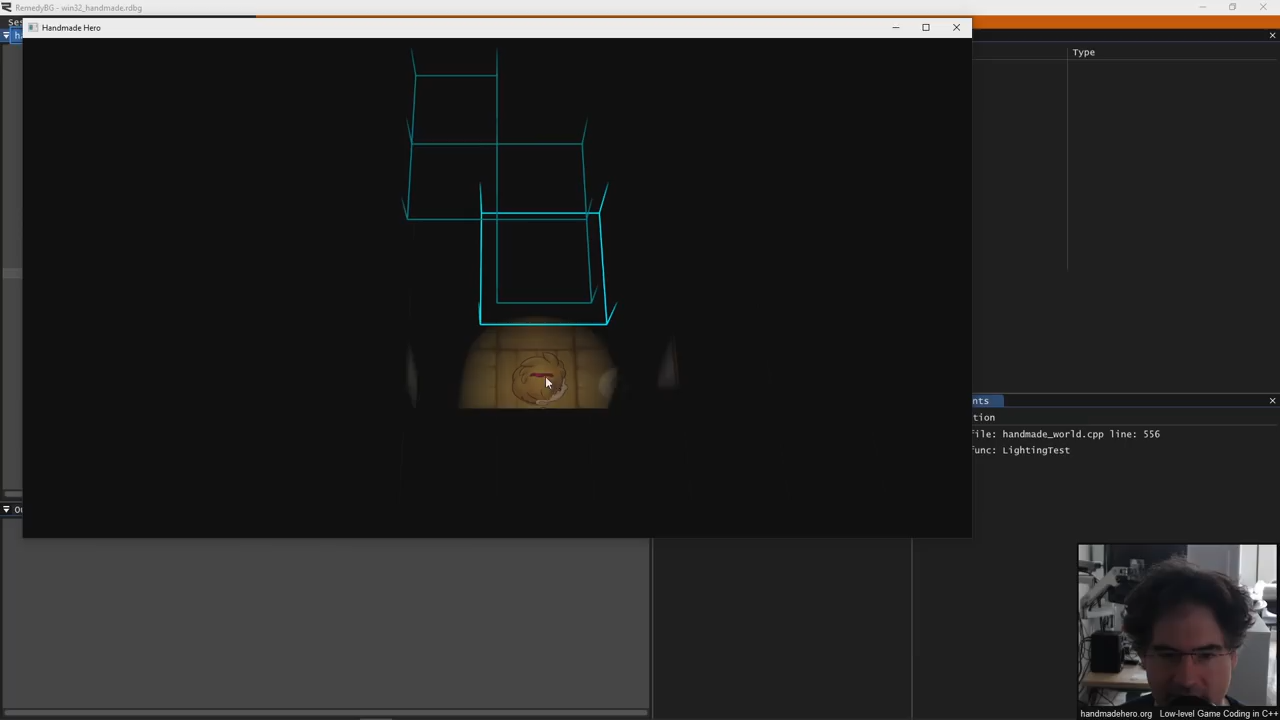 RemedyBG - win32_handmade.rdbg
Handmade Hero
Type
nts
tion
file: handmade_world.cpp line: 556
func: LightingTest
handmadehero.org Low-level Game Coding in C++